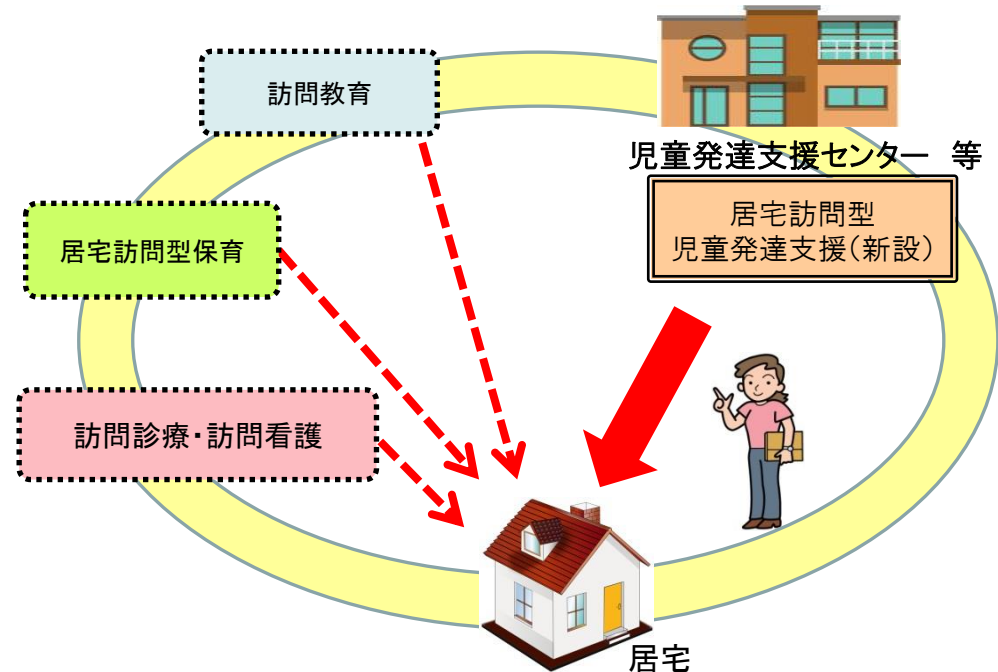 訪問教育
児童発達支援センター 等
居宅訪問型
児童発達支援(新設)
居宅訪問型保育
訪問診療・訪問看護
居宅